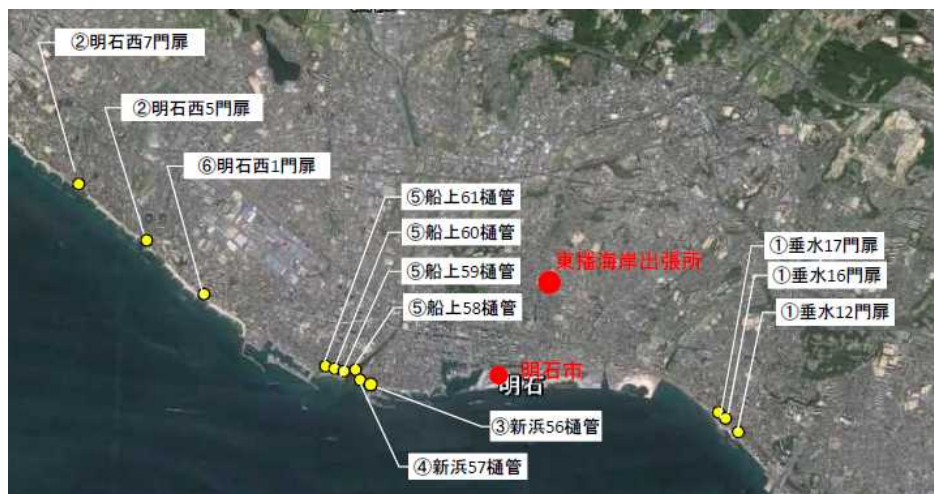 ②明石西7門扉
②明石西5門扉
⑥明石西1門扉
⑤船上61樋管
⑤船上60樋管
⑤船上59樋管
⑤船上58樋管
東播海岸出張所
①垂水17門扉
①垂水16門扉
①垂水12門扉
明石市
明石
③新浜56樋管
④新浜57樋管